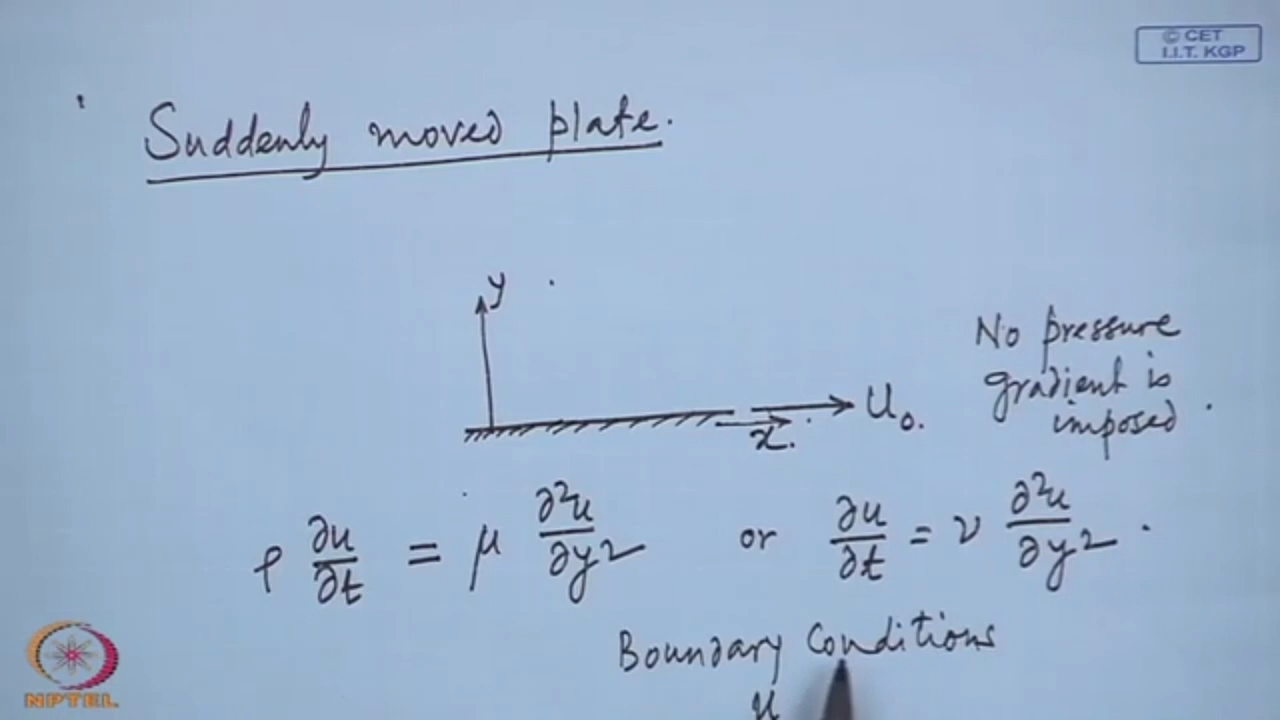 © CET
I.I.T. KGP
Suddenly moved plate.
y
No pressure
gradient is
imposed.
U₀.
x.
ρ ∂u/∂t = μ ∂²u/∂y² or ∂u/∂t = ν ∂²u/∂y².
Boundary Conditions
u
NPTEL